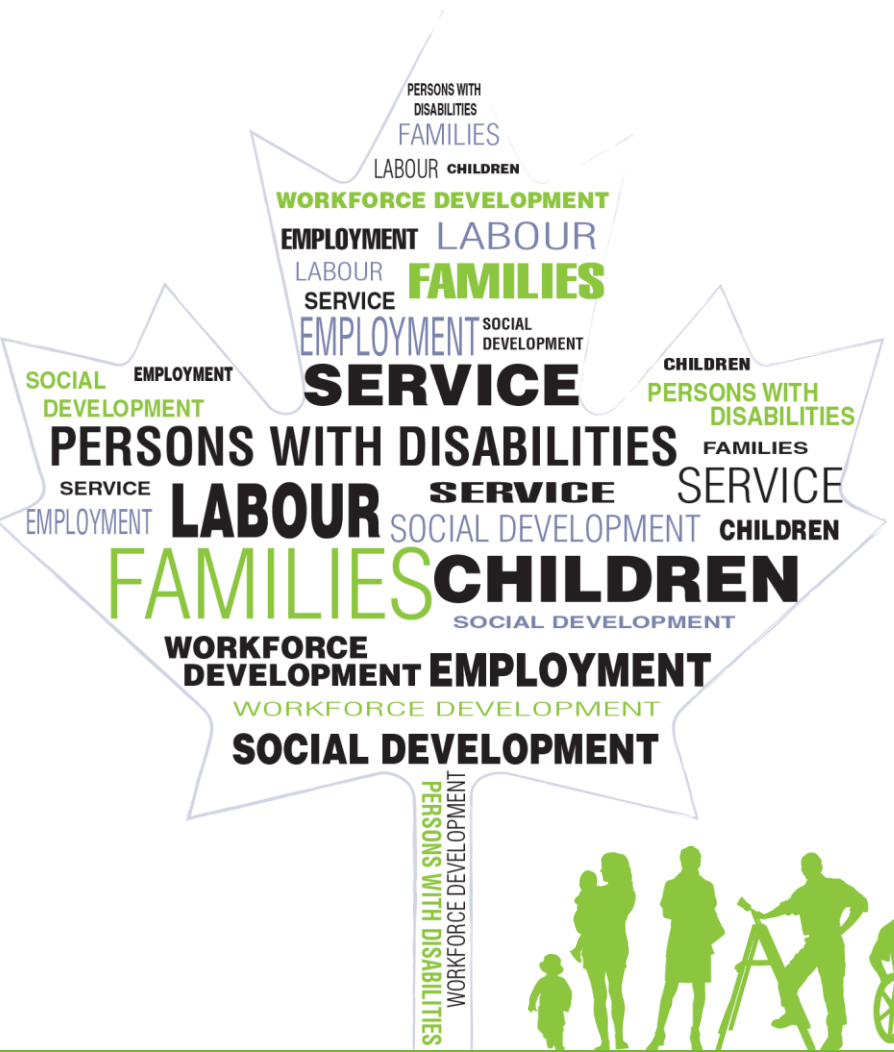 PERSONS WITH
DISABILITIES
FAMILIES
LABOUR CHILDREN
WORKFORCE DEVELOPMENT
EMPLOYMENT LABOUR
LABOUR FAMILIES
SERVICE
EMPLOYMENT SOCIAL
DEVELOPMENT
SERVICE
CHILDREN
SOCIAL EMPLOYMENT
DEVELOPMENT
PERSONS WITH
DISABILITIES
PERSONS WITH DISABILITIES
FAMILIES
SERVICE
LABOUR
SERVICE
SERVICE
EMPLOYMENT
SOCIAL DEVELOPMENT
CHILDREN
FAMILIES CHILDREN
SOCIAL DEVELOPMENT
WORKFORCE
DEVELOPMENT EMPLOYMENT
WORKFORCE DEVELOPMENT
SOCIAL DEVELOPMENT
PERSONS WITH DISABILITIES
WORKFORCE DEVELOPMENT